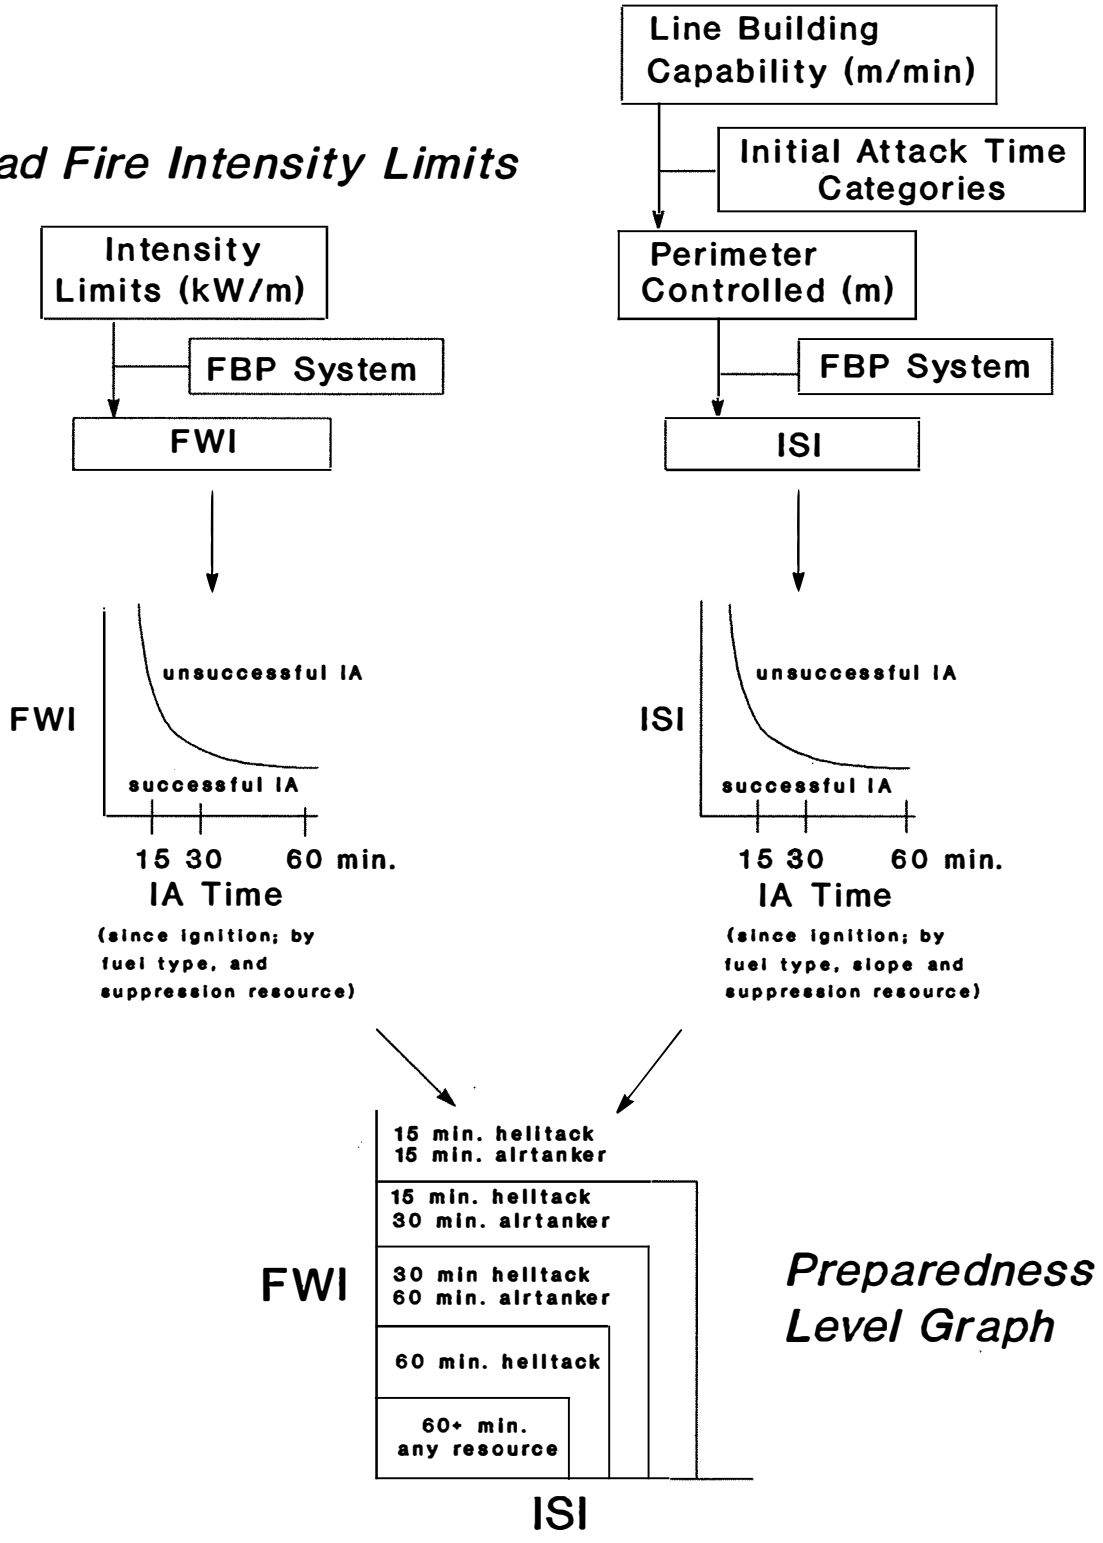 Line Building
Capability (m/min)
Initial Attack Time
Categories
ad Fire Intensity Limits
Intensity
Limits (kW/m)
Perimeter
Controlled (m)
FBP System
FBP System
FWI
ISI
unsuccessful IA
FWI
successful IA
15 30 60 min.
IA Time
(since ignition; by
fuel type, and
suppression resource)
unsuccessful IA
ISI
successful IA
15 30 60 min.
IA Time
(since ignition; by
fuel type, slope and
suppression resource)
15 min. helitack
15 min. airtanker
15 min. helitack
30 min. airtanker
FWI
30 min helitack
60 min. airtanker
60 min. helitack
60+ min.
any resource
ISI
Preparedness
Level Graph